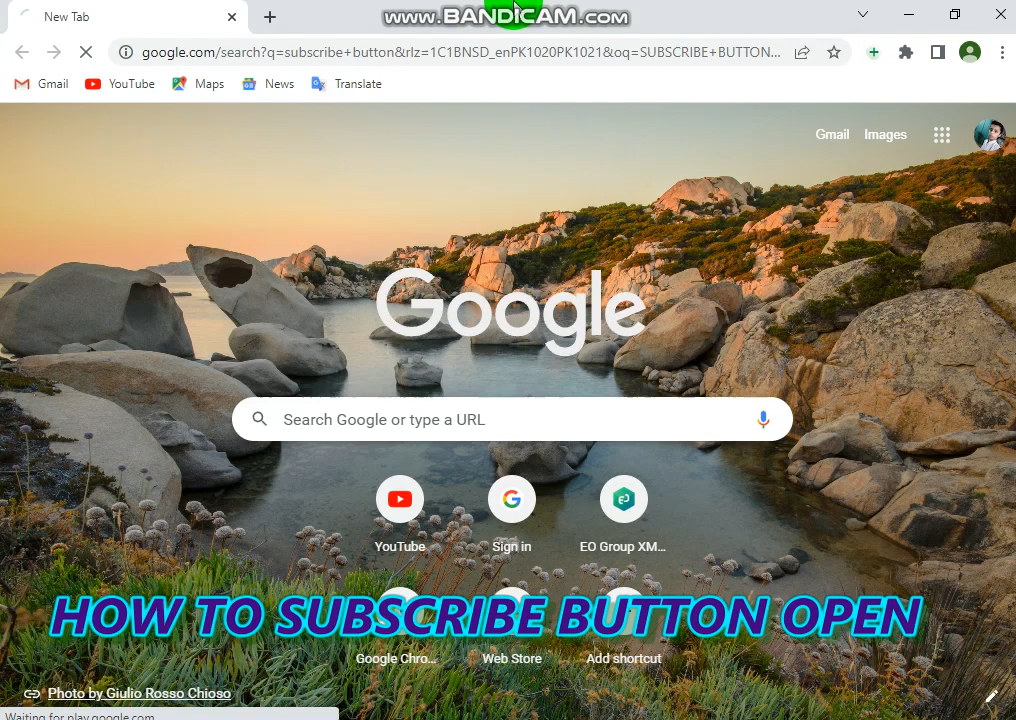 New Tab
www.BANDICAM.com
google.com/search?q=subscribe+button&rlz=1C1BNSD_enPK1020PK1021&oq=SUBSCRIBE+BUTTON...
Gmail YouTube Maps News Translate
Gmail Images
Google
Search Google or type a URL
YouTube Sign in EO Group XM...
HOW TO SUBSCRIBE BUTTON OPEN
Google Chro... Web Store Add shortcut
Photo by Giulio Rosso Chioso
Waiting for play.google.com